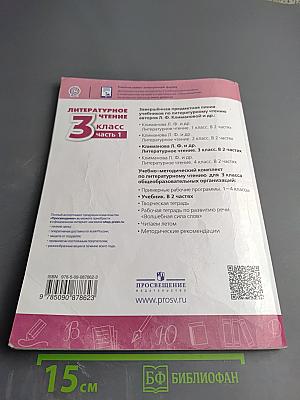 ЛИТЕРАТУРНОЕ
ЧТЕНИЕ
3 класс
часть 1
Завершённая предметная линия
учебников по литературному чтению
авторов Л. Ф. Климановой и др.:
• Климанова Л. Ф. и др.
Литературное чтение. 1 класс. В 2 частях
• Климанова Л. Ф. и др.
Литературное чтение. 2 класс. В 2 частях
• Климанова Л. Ф. и др.
Литературное чтение. 3 класс. В 2 частях
• Климанова Л. Ф. и др.
Литературное чтение. 4 класс. В 2 частях
Учебно-методический комплект
по литературному чтению для 3 класса
общеобразовательных организаций:
• Примерные рабочие программы. 1–4 классы
• Учебник. В 2 частях
• Творческая тетрадь
• Рабочая тетрадь по развитию речи
«Волшебная сила слов»
• Читаем летом
• Методические рекомендации
ПРОСВЕЩЕНИЕ
ИЗДАТЕЛЬСТВО
www.prosv.ru
9 785090 878623
15 см
БФ БИБЛИОФАН